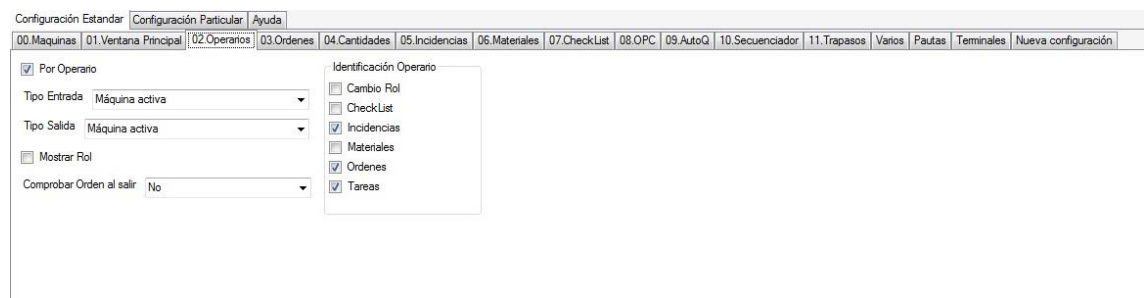 Configuración Estandar Configuración Particular Ayuda
00.Maquinas 01.Ventana Principal 02.Operarios 03.Ordenes 04.Cantidades 05.Incidencias 06.Materiales 07.CheckList 08.OPC 09.AutoQ 10.Secuenciador 11.Trapasos Varios Pautas Terminales Nueva configuración
Por Operario
Tipo Entrada Máquina activa
Tipo Salida Máquina activa
Mostrar Rol
Comprobar Orden al salir No
Identificación Operario
Cambio Rol
CheckList
Incidencias
Materiales
Ordenes
Tareas